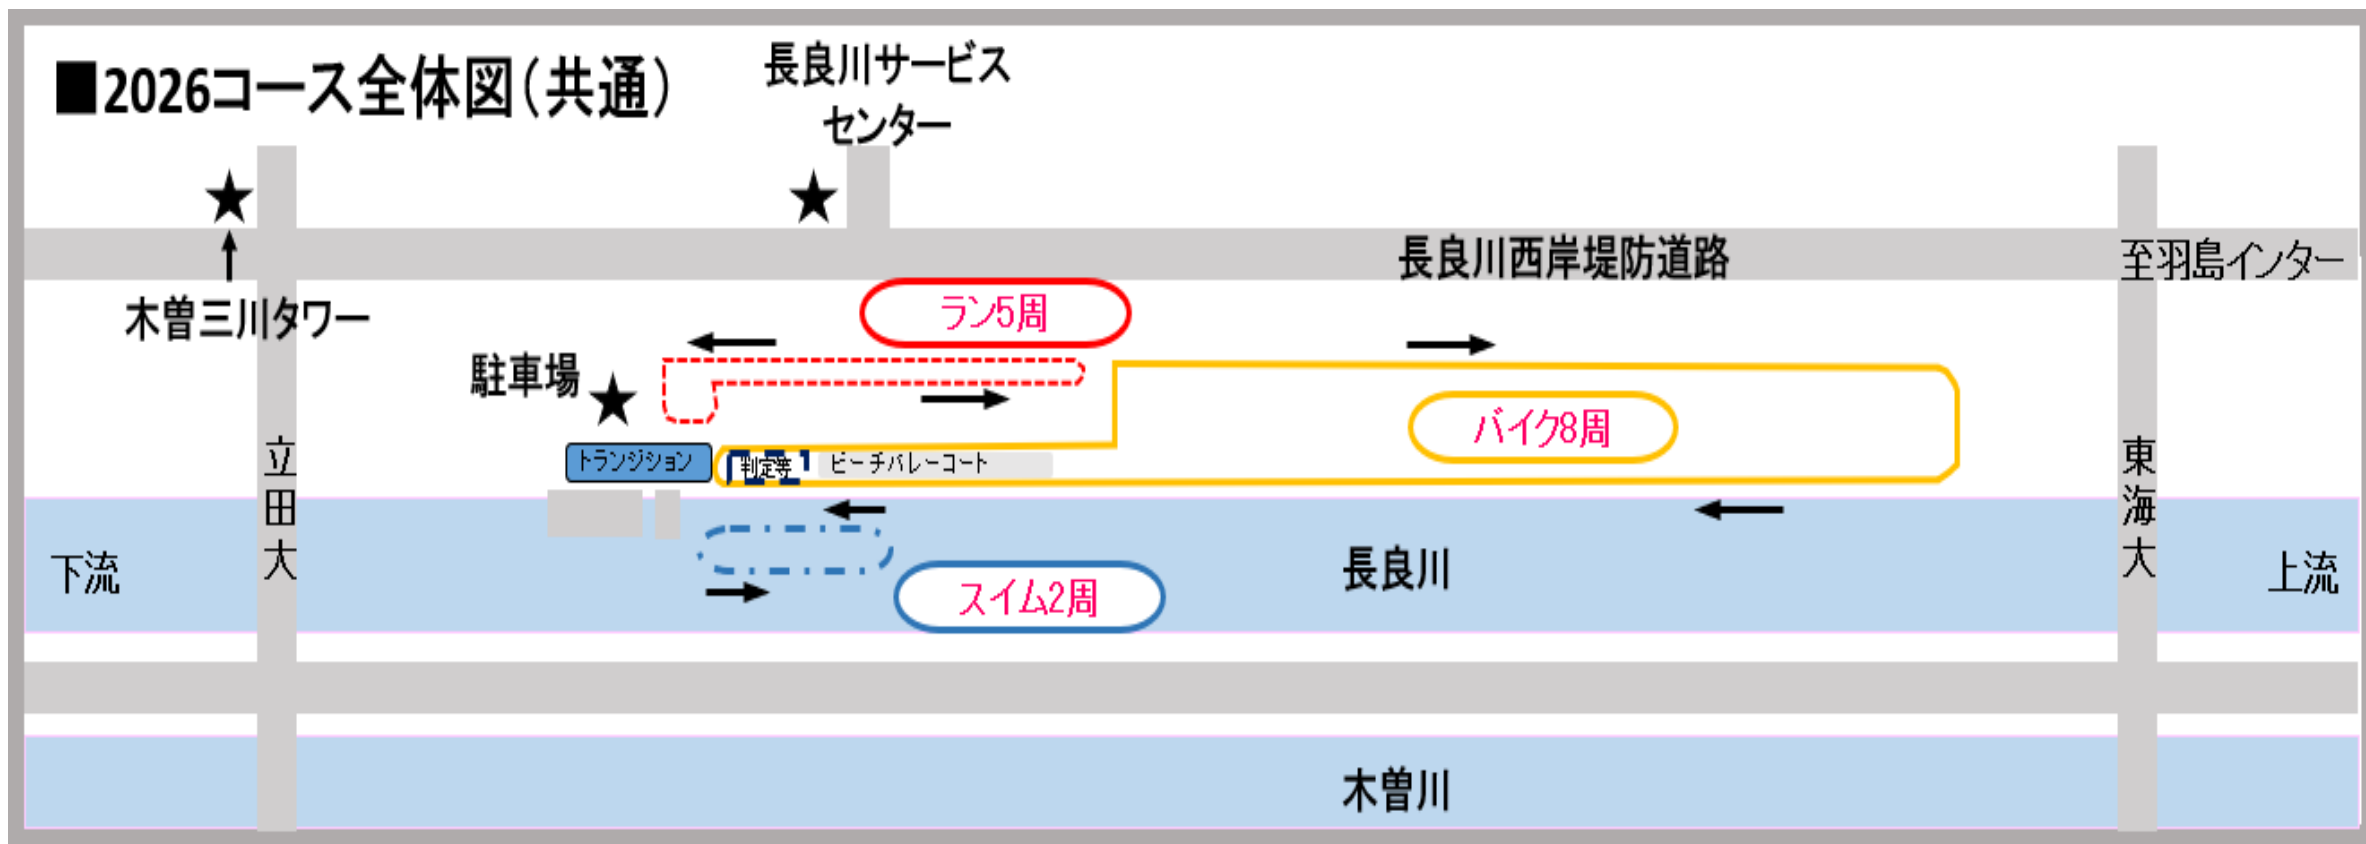 ■2026コース全体図(共通)
長良川サービス
センター
長良川西岸堤防道路
至羽島インター
木曽三川タワー
ラン5周
駐車場
バイク8周
トランジション
判定等
ビーチバレーコート
立田大
東海大
下流
長良川
上流
スイム2周
木曽川